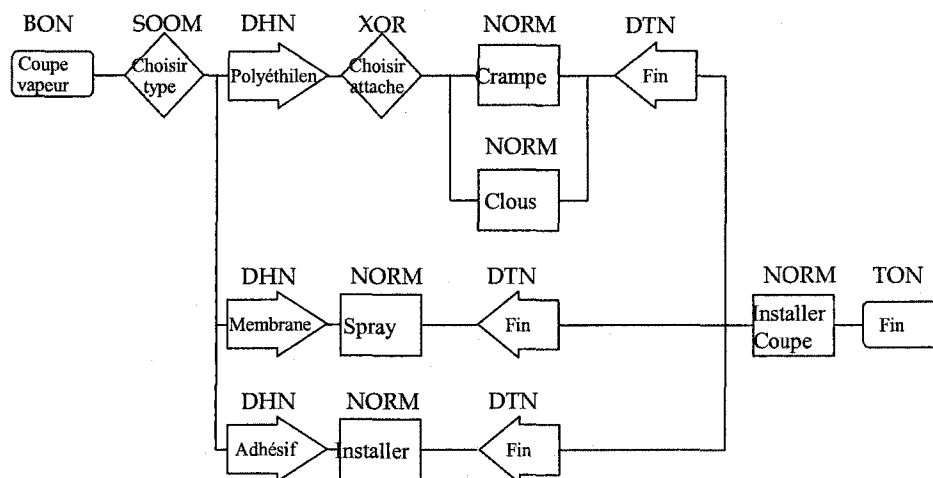 BON SOOM DHN XOR NORM DTN
Coupe
vapeur
Choisir
type
Polyéthilen
Choisir
attache
Crampe
Fin
NORM
Clous
DHN NORM DTN NORM TON
Membrane
Spray
Fin
Installer
Coupe
Fin
DHN NORM DTN
Adhésif
Installer
Fin